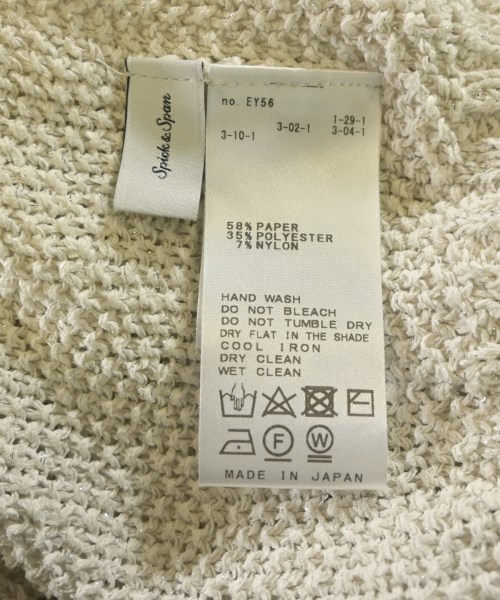 Spick & Span
no. EY56
1-29-1
3-02-1 3-04-1
3-10-1
58% PAPER
35% POLYESTER
7% NYLON
HAND WASH
DO NOT BLEACH
DO NOT TUMBLE DRY
DRY FLAT IN THE SHADE
COOL IRON
DRY CLEAN
WET CLEAN
F W
MADE IN JAPAN